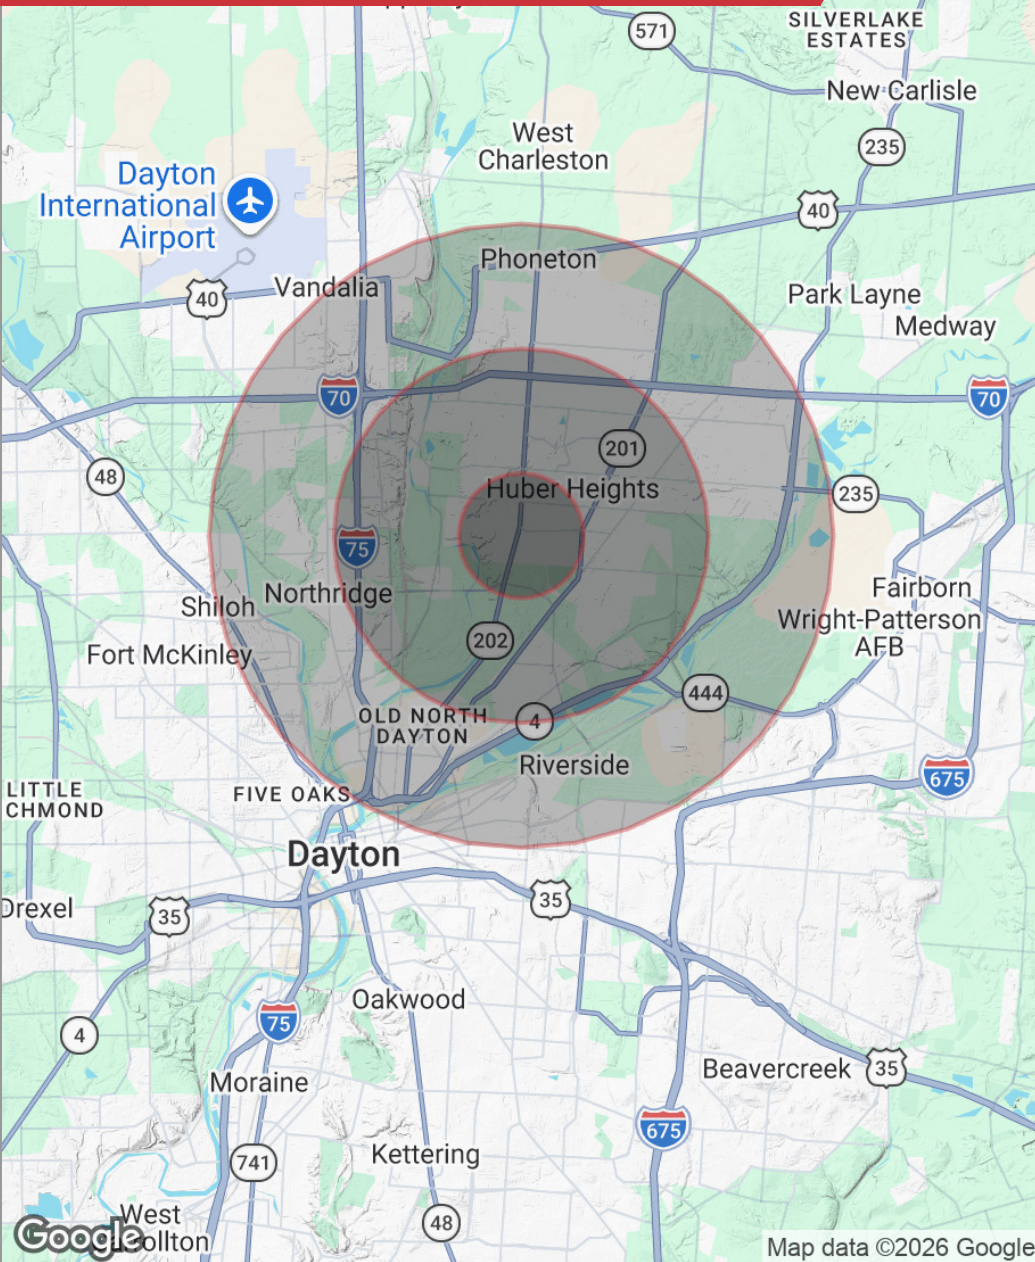 571
SILVERLAKE
ESTATES
New Carlisle
West
Charleston
235
Dayton
International
Airport
40
Phoneton
40
Vandalia
Park Layne
Medway
70
70
201
48
Huber Heights
235
75
Northridge
Shiloh
Fairborn
Wright-Patterson
AFB
202
Fort McKinley
444
OLD NORTH
DAYTON
4
Riverside
675
LITTLE
CHMOND
FIVE OAKS
Dayton
35
Drexel
35
Oakwood
75
4
Moraine
Beavercreek
35
675
Kettering
741
West
Carrollton
48
Google
Map data ©2026 Google